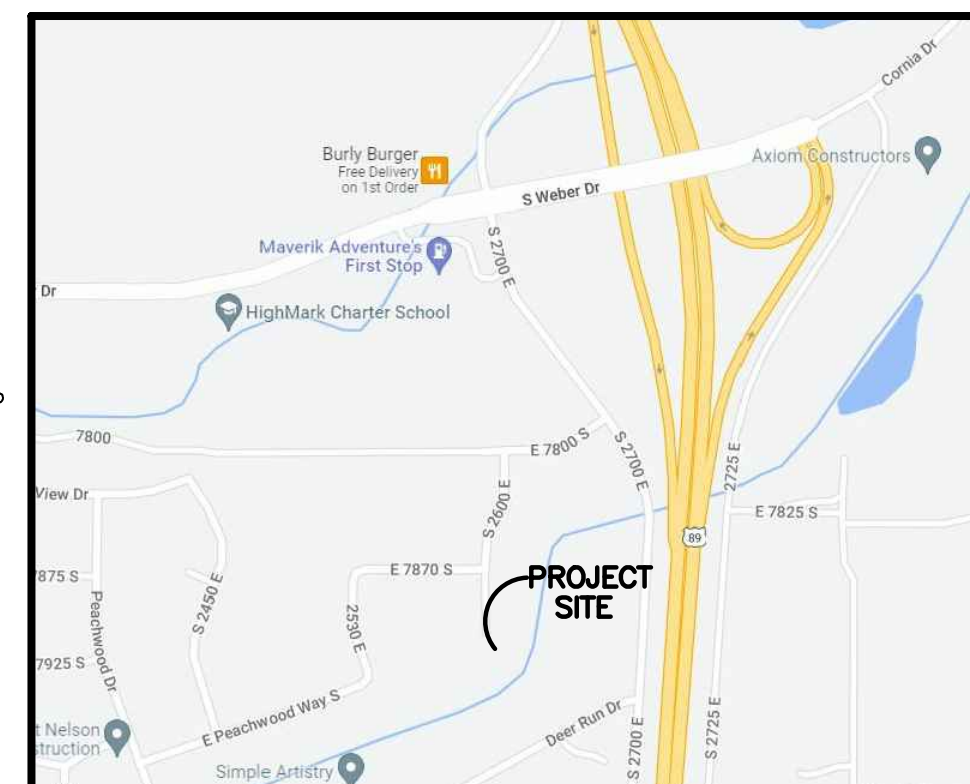 Cornia Dr
Burly Burger
Free Delivery
on 1st Order
Axiom Constructors
S Weber Dr
Maverik Adventure's
First Stop
S 2700 E
Dr
HighMark Charter School
7800
E 7800 S
S 2700 E
2725 E
View Dr
S 2600 E
E 7825 S
89
7875 S
E 7870 S
PROJECT
SITE
S 2450 E
2530 E
Peachwood Dr
7925 S
E Peachwood Way S
Deer Run Dr
S 2700 E
S 2725 E
t Nelson
struction
Simple Artistry